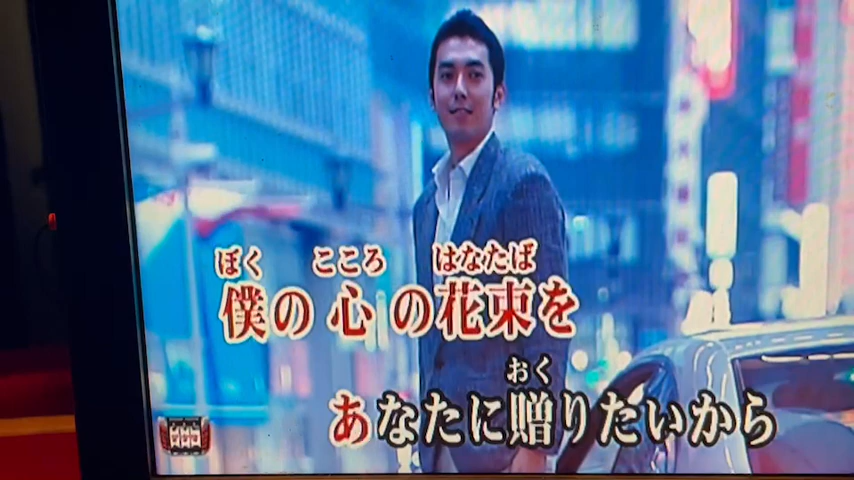 ぼく こころ はなたば
僕の心の花束を
おく
あなたに贈りたいから